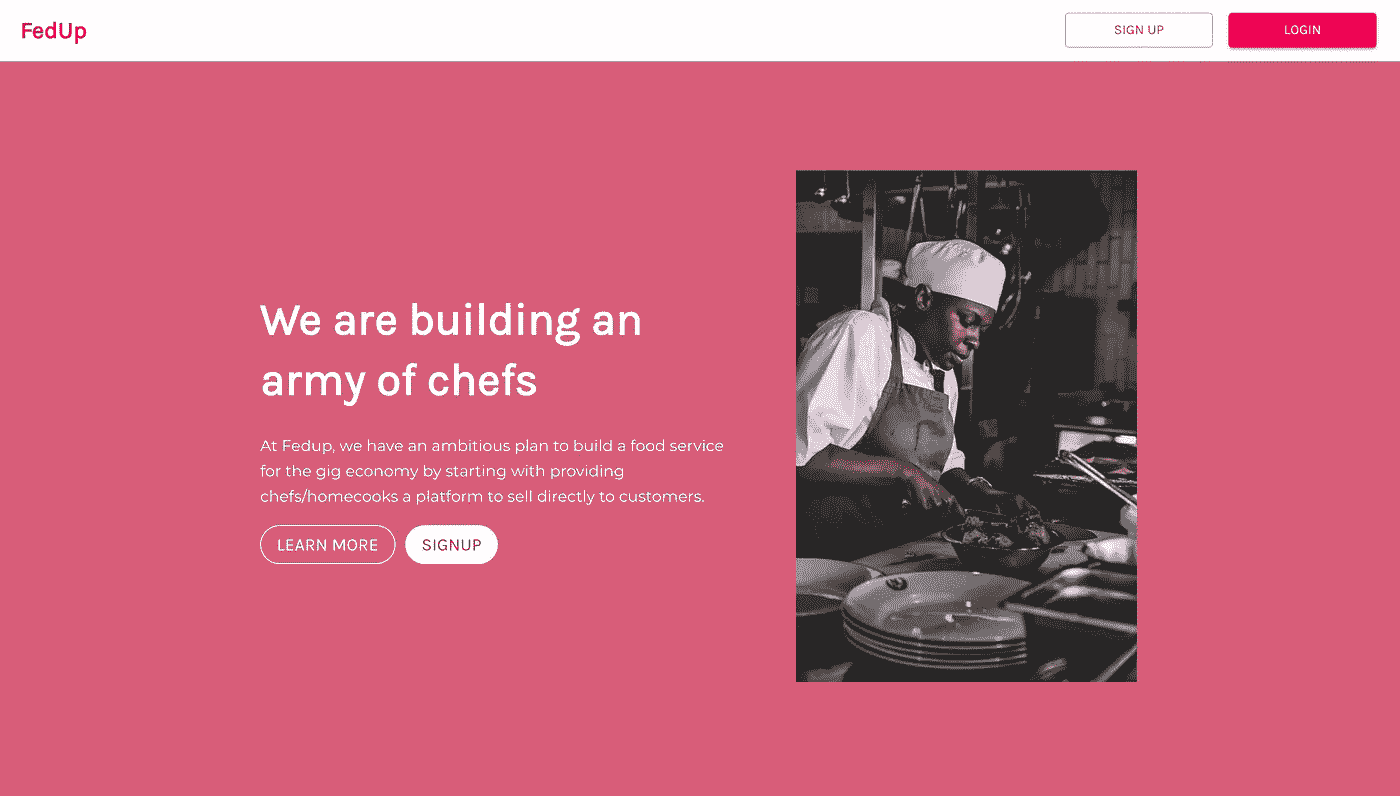 FedUp
SIGN UP
LOGIN
We are building an
army of chefs
At Fedup, we have an ambitious plan to build a food service
for the gig economy by starting with providing
chefs/homecooks a platform to sell directly to customers.
LEARN MORE
SIGNUP